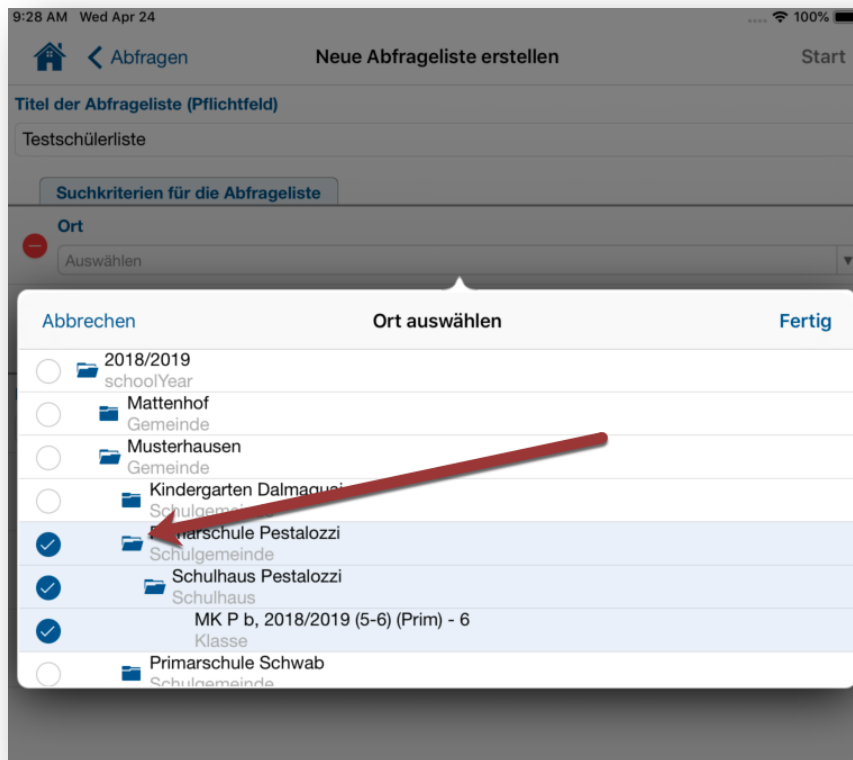 9:28 AM Wed Apr 24
100%
Abfragen
Neue Abfrageliste erstellen
Start
Titel der Abfrageliste (Pflichtfeld)
Testschülerliste
Suchkriterien für die Abfrageliste
Ort
Auswählen
Abbrechen
Ort auswählen
Fertig
2018/2019
schoolYear
Mattenhof
Gemeinde
Musterhausen
Gemeinde
Kindergarten
Schulgemeinde
Primarschule Pestalozzi
Schulgemeinde
Schulhaus Pestalozzi
Schulhaus
MK P b, 2018/2019 (5-6) (Prim) - 6
Klasse
Primarschule Schwab
Schulgemeinde